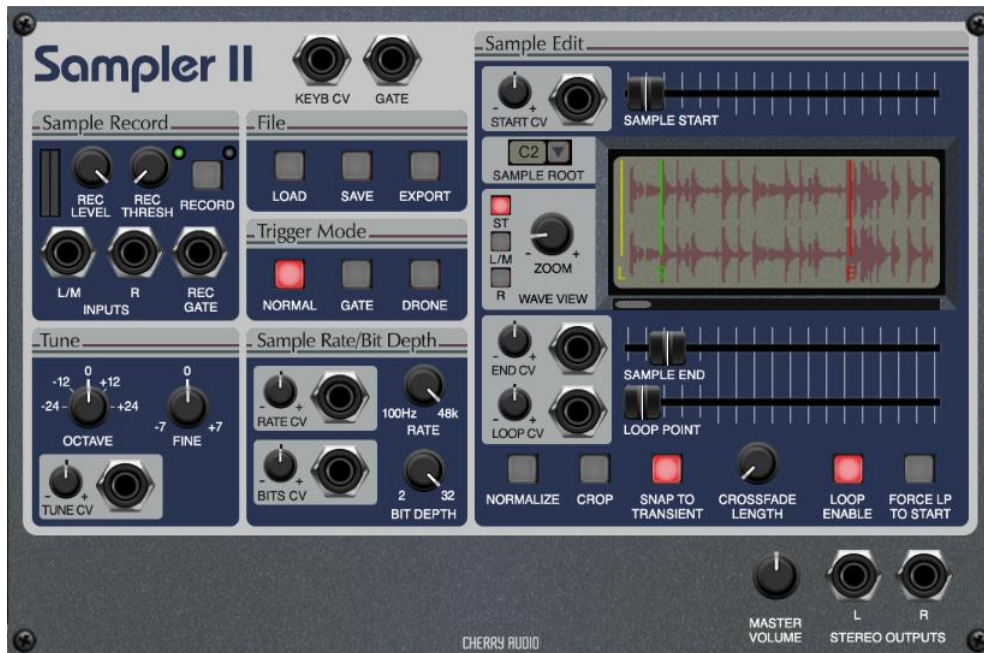 Sampler II
KEYB CV
GATE
Sample Record
REC
LEVEL
REC
THRESH
RECORD
L/M
R
REC
GATE
INPUTS
File
LOAD
SAVE
EXPORT
Trigger Mode
NORMAL
GATE
DRONE
Tune
0
-12
+12
-24
+24
OCTAVE
0
-7
+7
FINE
-
+
TUNE CV
Sample Rate/Bit Depth
-
+
RATE CV
100Hz
48k
RATE
-
+
BITS CV
2
32
BIT DEPTH
Sample Edit
-
+
START CV
SAMPLE START
C2
SAMPLE ROOT
ST
L/M
R
-
+
ZOOM
WAVE VIEW
L
S
E
-
+
END CV
SAMPLE END
-
+
LOOP CV
LOOP POINT
NORMALIZE
CROP
SNAP TO
TRANSIENT
CROSSFADE
LENGTH
LOOP
ENABLE
FORCE LP
TO START
MASTER
VOLUME
L
R
STEREO OUTPUTS
CHERRY AUDIO